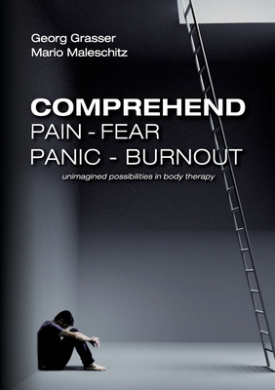 Georg Grasser
Mario Maleschitz
COMPREHEND
PAIN - FEAR
PANIC - BURNOUT
unimagined possibilities in body therapy